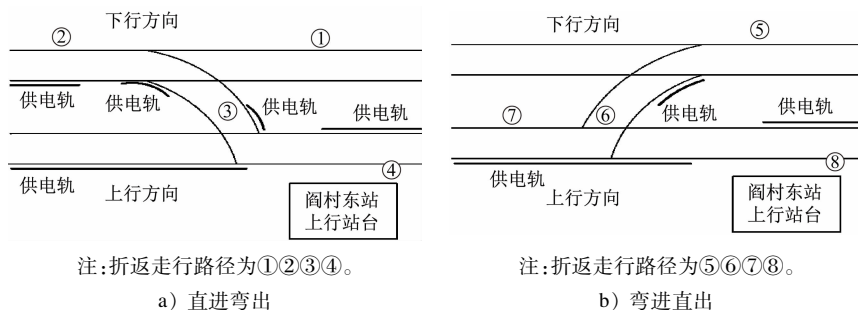 下行方向
②
①
供电轨
供电轨
③
供电轨
供电轨
④
供电轨
上行方向
阎村东站
上行站台
注:折返走行路径为①②③④。
a) 直进弯出
下行方向
⑤
⑦
⑥
供电轨
供电轨
⑧
供电轨
上行方向
阎村东站
上行站台
注:折返走行路径为⑤⑥⑦⑧。
b) 弯进直出